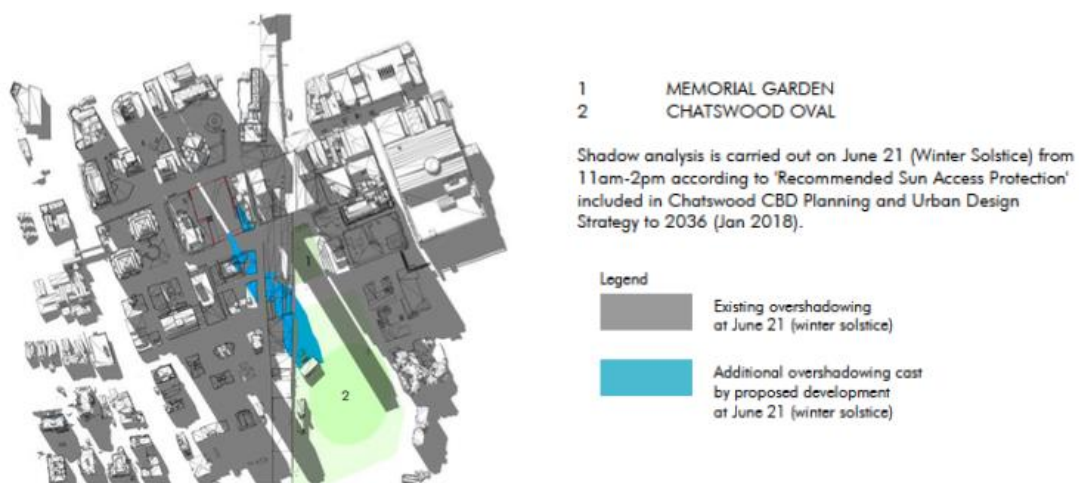 1 MEMORIAL GARDEN
2 CHATSWOOD OVAL
Shadow analysis is carried out on June 21 (Winter Solstice) from
11am-2pm according to 'Recommended Sun Access Protection'
included in Chatswood CBD Planning and Urban Design
Strategy to 2036 (Jan 2018).
Legend
Existing overshadowing
at June 21 (winter solstice)
Additional overshadowing cast
by proposed development
at June 21 (winter solstice)
1
2